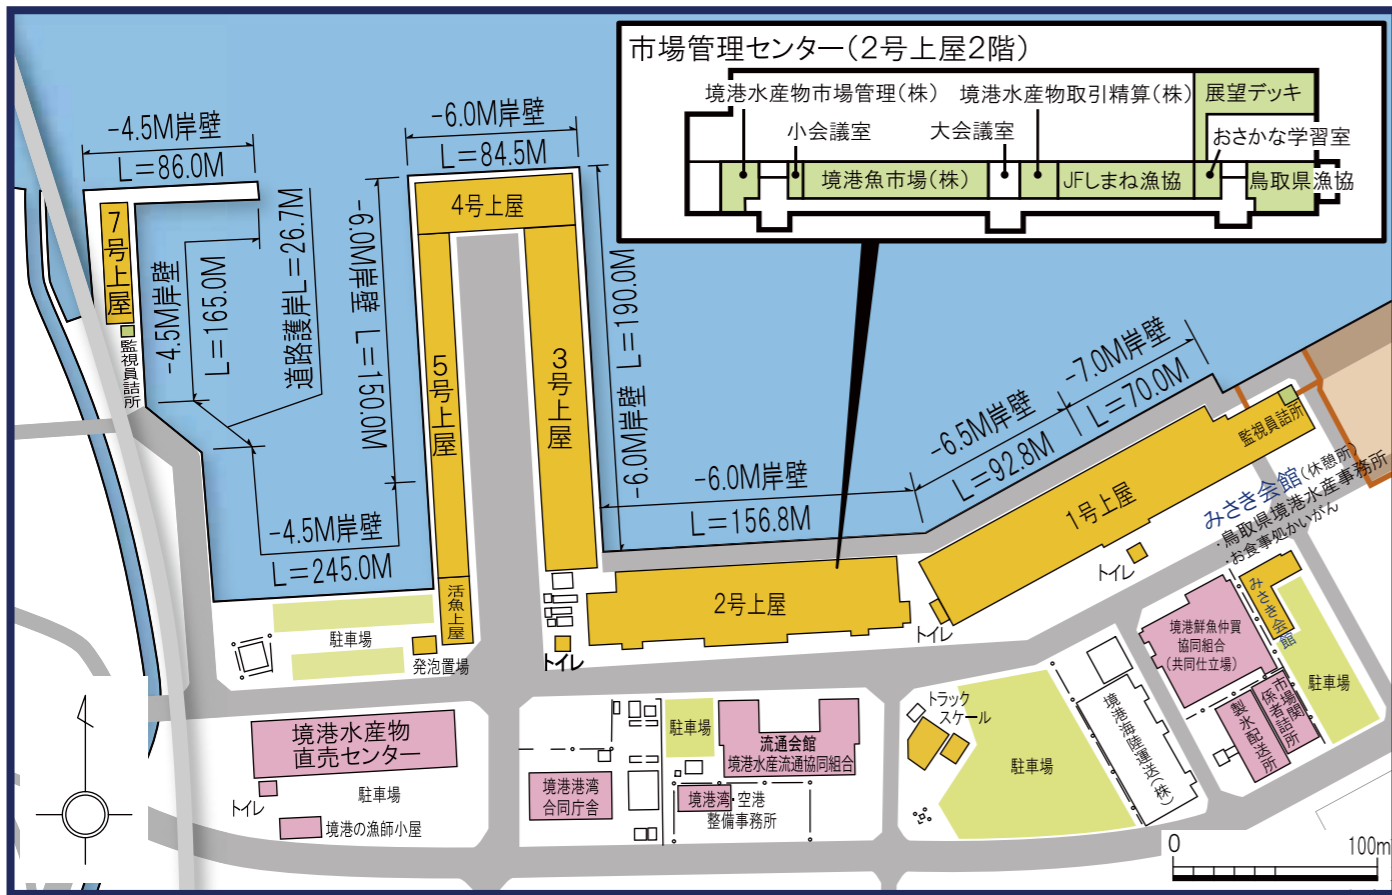 市場管理センター(2号上屋2階)
境港水産物市場管理(株)
境港水産物取引精算(株)
展望デッキ
小会議室
大会議室
おさかな学習室
境港魚市場(株)
JFしまね漁協
鳥取県漁協
-4.5M岸壁
L=86.0M
-6.0M岸壁
L=84.5M
7号上屋
監視員詰所
-4.5M岸壁
L=165.0M
道路護岸L=26.7M
-6.0M岸壁 L=150.0M
4号上屋
5号上屋
3号上屋
-6.0M岸壁 L=190.0M
-4.5M岸壁
L=245.0M
-6.0M岸壁
L=156.8M
-6.5M岸壁
L=92.8M
-7.0M岸壁
L=70.0M
監視員詰所
1号上屋
2号上屋
活魚上屋
みさき会館(休憩所)
・鳥取県境港水産事務所
・お食事処かいがん
トイレ
トイレ
トイレ
駐車場
発泡置場
みさき会館
境港鮮魚仲買
協同組合
(共同仕立場)
駐車場
市場関
係者詰所
製氷配送所
境港海陸運送(株)
トラック
スケール
駐車場
駐車場
流通会館
境港水産流通協同組合
境港水産物
直売センター
トイレ
駐車場
境港の漁師小屋
境港港湾
合同庁舎
境港湾・空港
整備事務所
0
100m